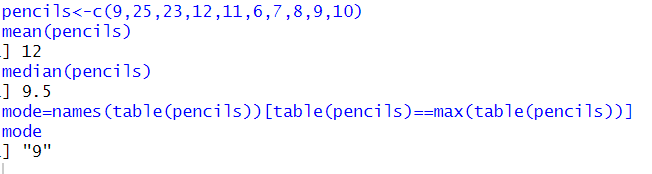 pencils<-c(9,25,23,12,11,6,7,8,9,10)
mean(pencils)
] 12
median(pencils)
] 9.5
mode=names(table(pencils))[table(pencils)==max(table(pencils))]
mode
] "9"